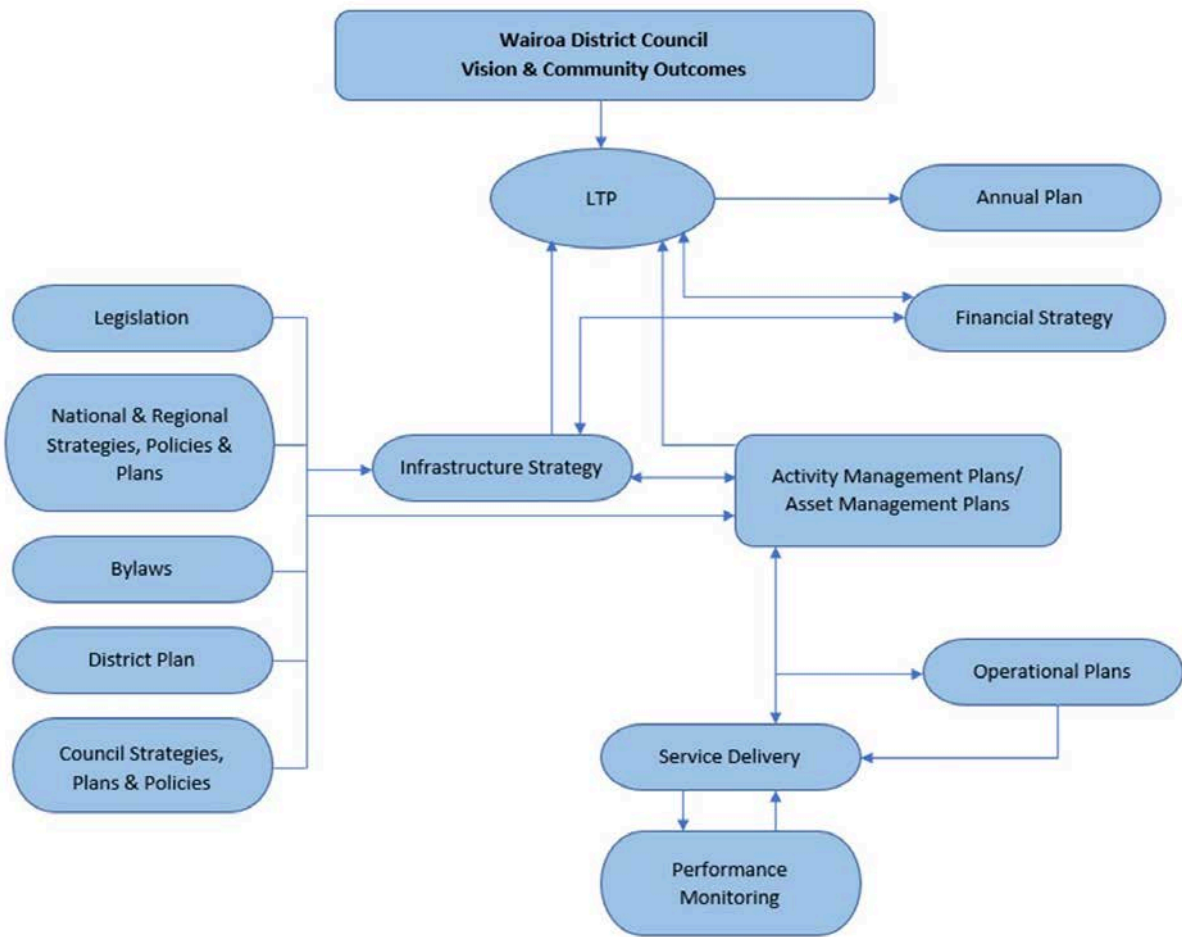 Wairoa District Council
Vision & Community Outcomes
LTP
Annual Plan
Legislation
Financial Strategy
National & Regional
Strategies, Policies &
Plans
Infrastructure Strategy
Activity Management Plans/
Asset Management Plans
Bylaws
District Plan
Operational Plans
Council Strategies,
Plans & Policies
Service Delivery
Performance
Monitoring